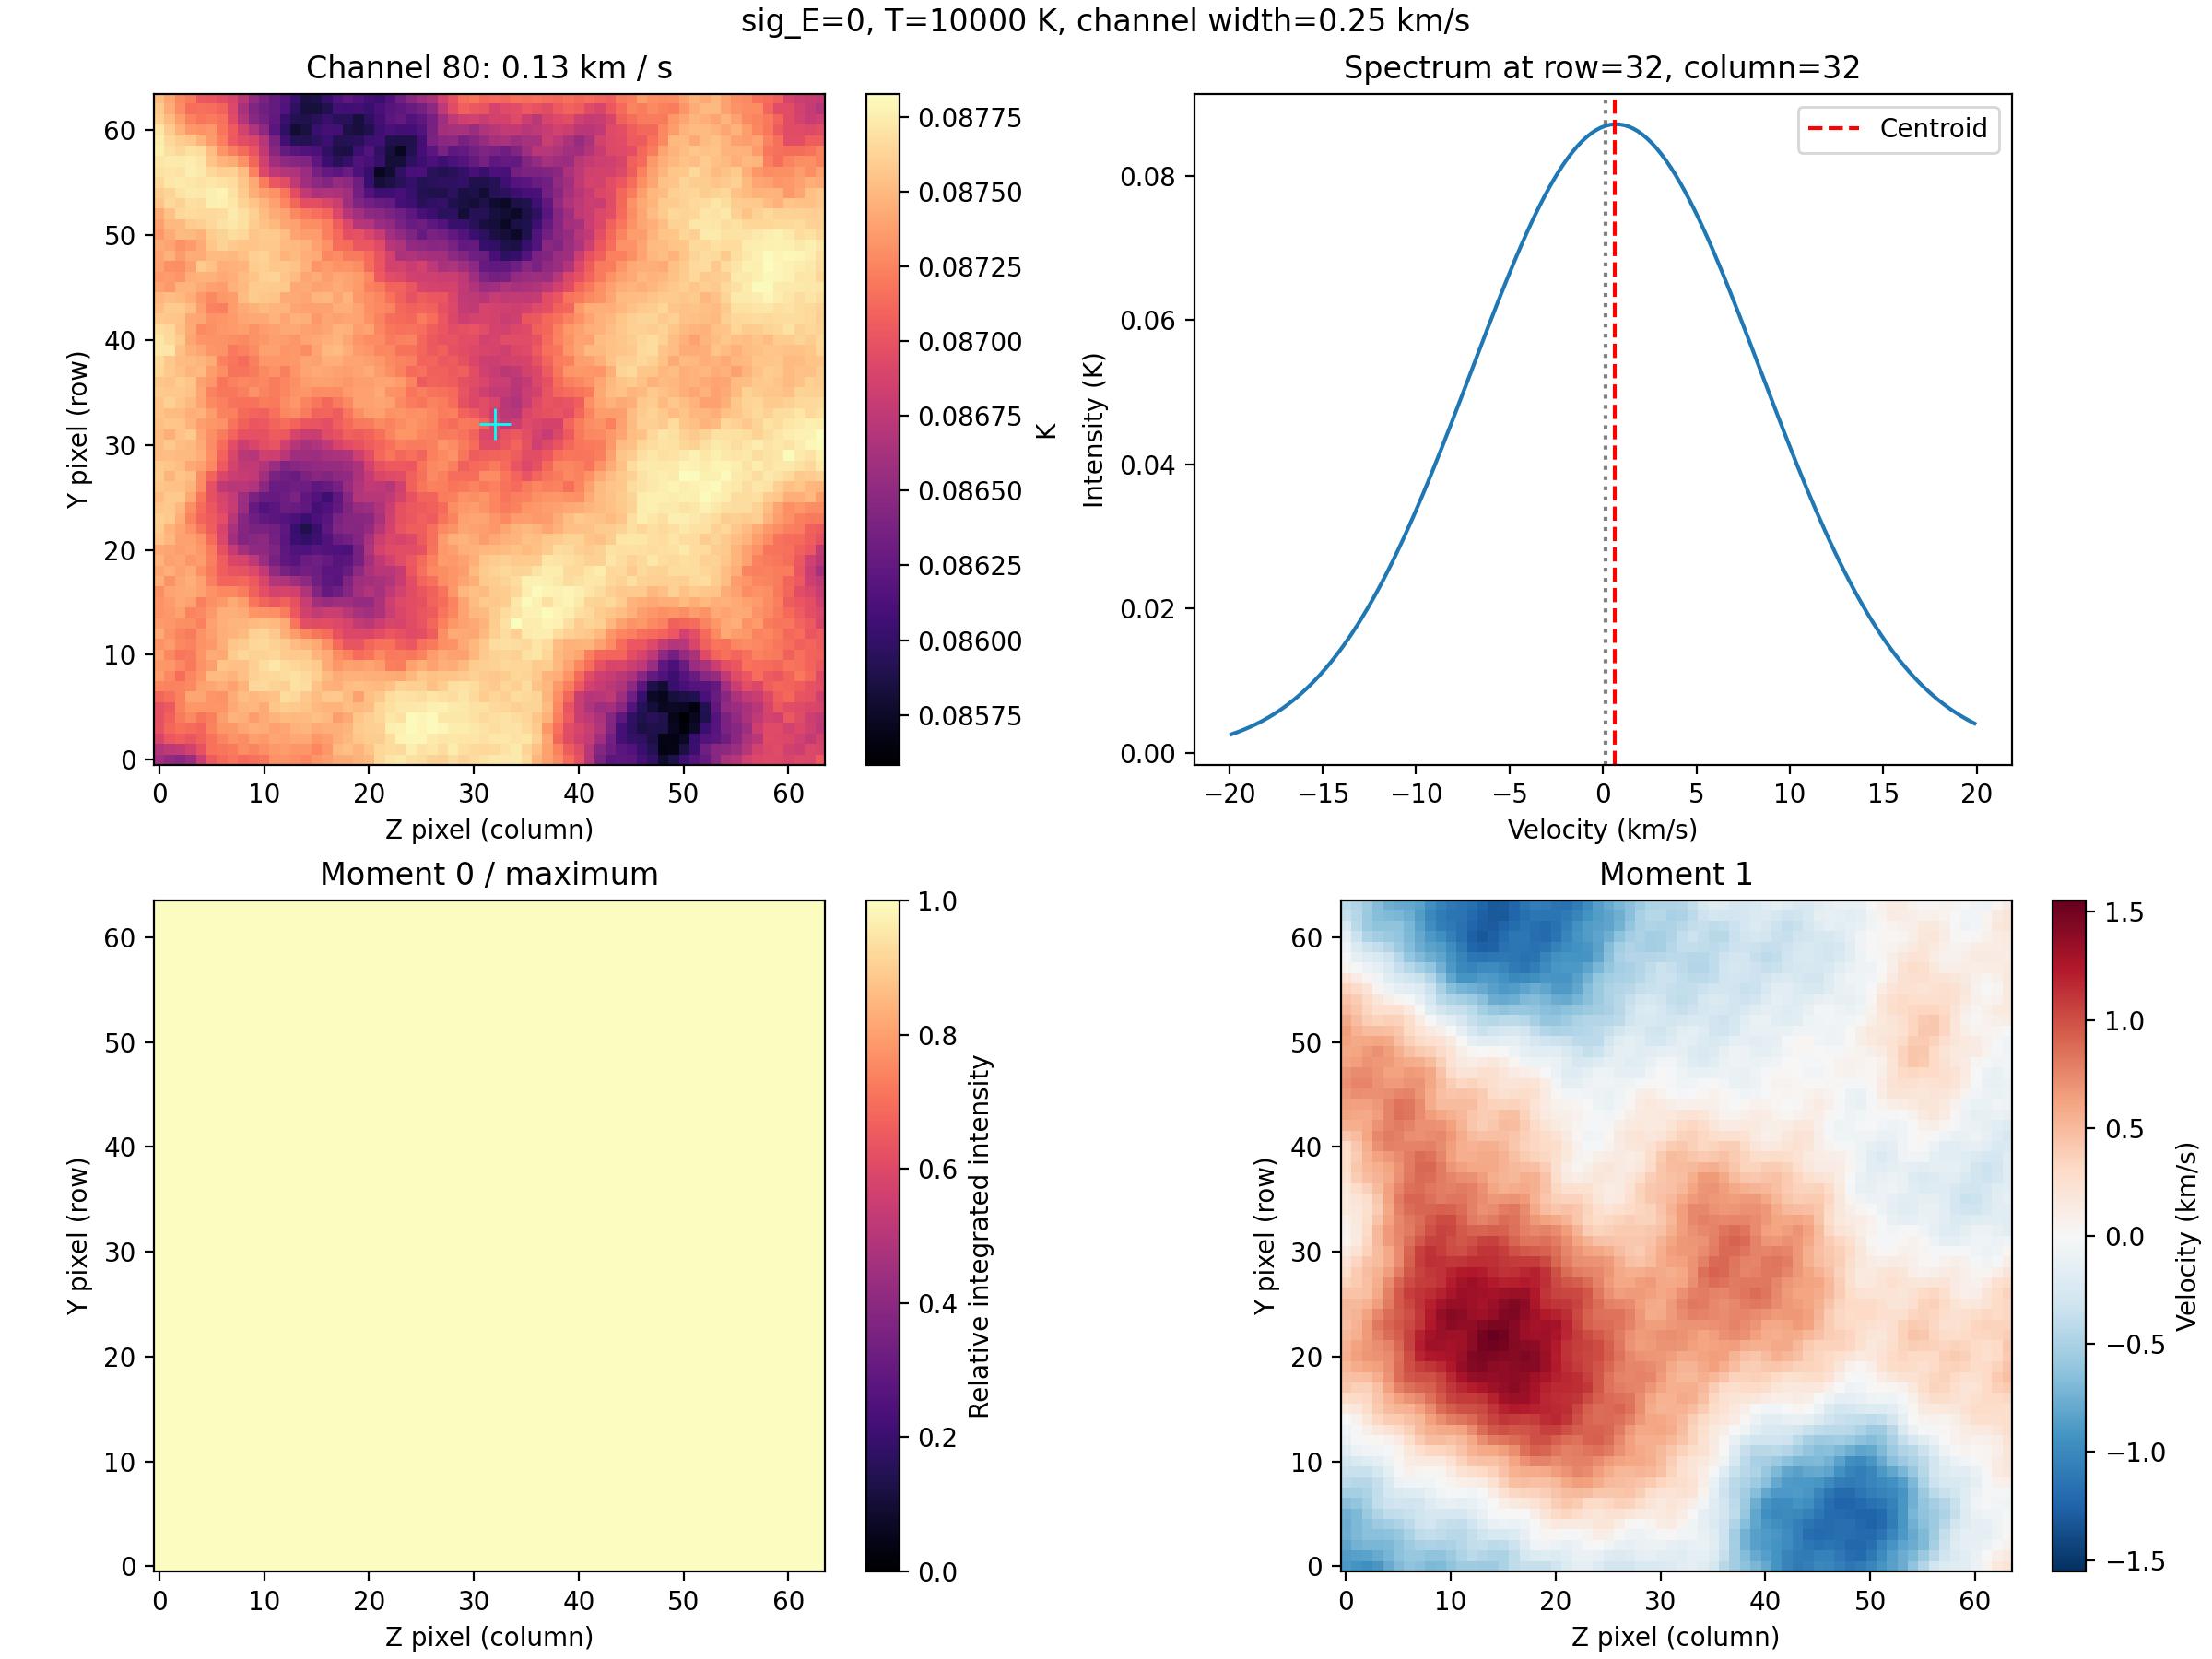 sig_E=0, T=10000 K, channel width=0.25 km/s
Channel 80: 0.13 km / s
60
50
40
30
20
10
0
Y pixel (row)
0 10 20 30 40 50 60
Z pixel (column)
0.08775
0.08750
0.08725
0.08700
0.08675
0.08650
0.08625
0.08600
0.08575
K
Spectrum at row=32, column=32
Centroid
0.08
0.06
0.04
0.02
0.00
Intensity (K)
−20 −15 −10 −5 0 5 10 15 20
Velocity (km/s)
Moment 0 / maximum
60
50
40
30
20
10
0
Y pixel (row)
0 10 20 30 40 50 60
Z pixel (column)
1.0
0.8
0.6
0.4
0.2
0.0
Relative integrated intensity
Moment 1
60
50
40
30
20
10
0
Y pixel (row)
0 10 20 30 40 50 60
Z pixel (column)
1.5
1.0
0.5
0.0
−0.5
−1.0
−1.5
Velocity (km/s)